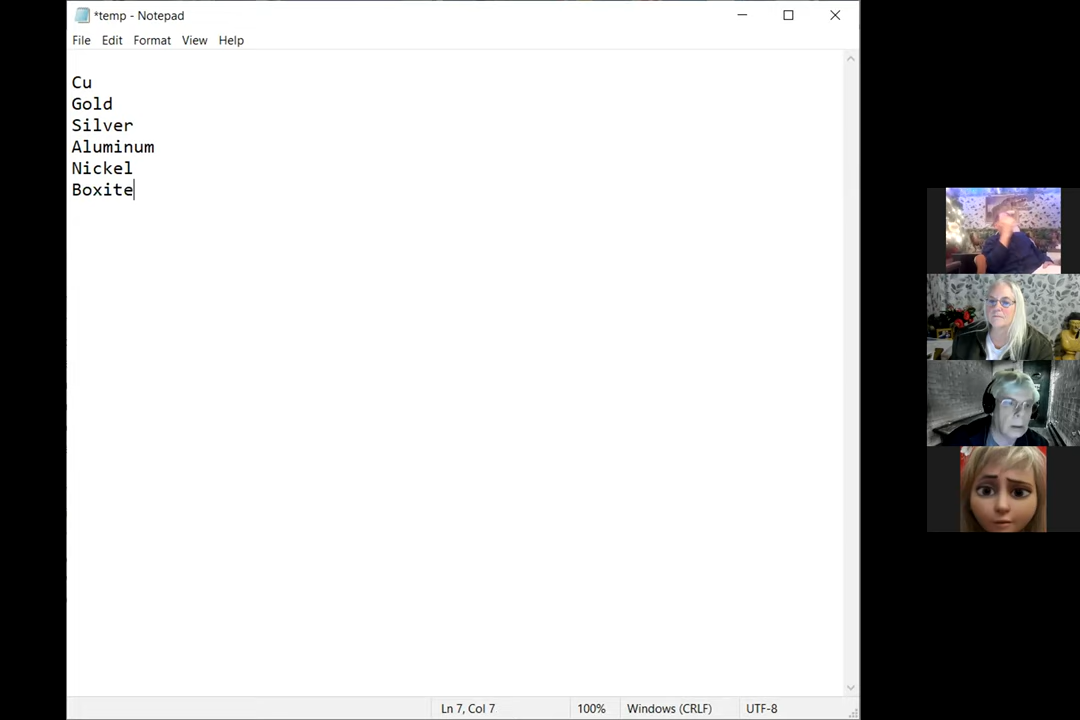 *temp - Notepad
File Edit Format View Help
Cu
Gold
Silver
Aluminum
Nickel
Boxite
Ln 7, Col 7 100% Windows (CRLF) UTF-8